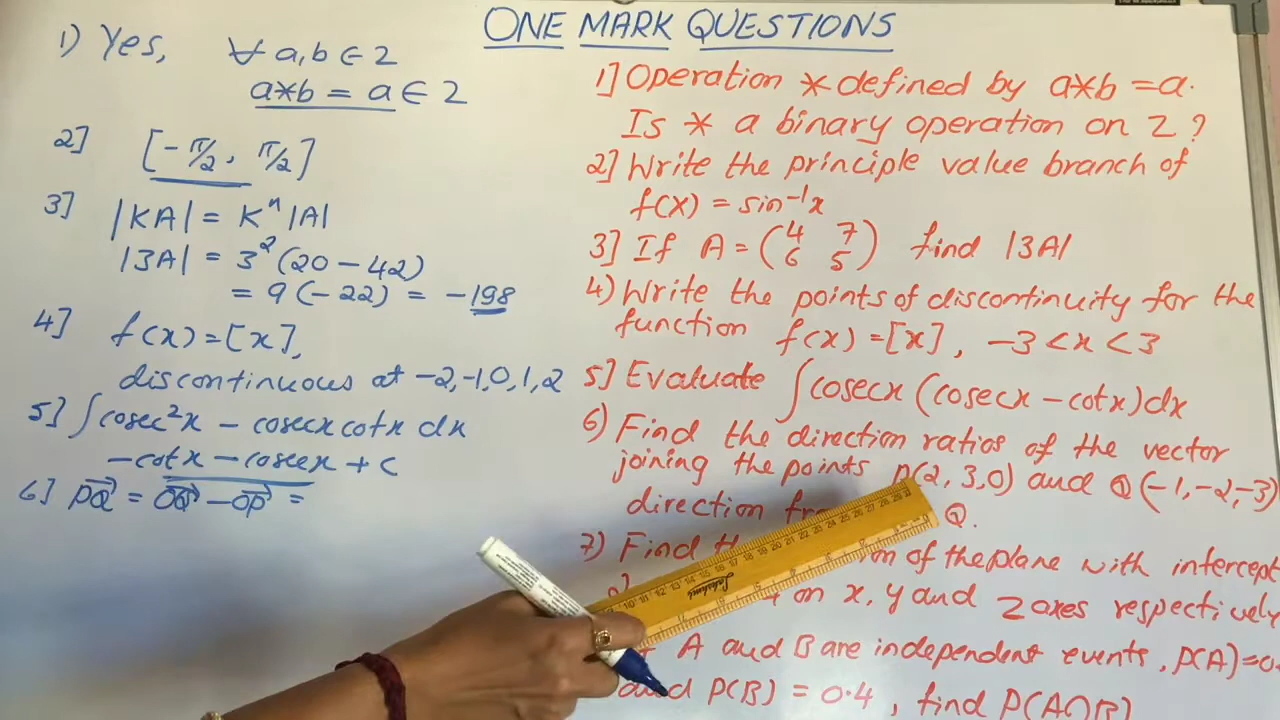 ONE MARK QUESTIONS
1) Yes, ∀ a,b ∈ Z
a*b = a ∈ Z
2] [-π/2, π/2]
3] |KA| = Kⁿ |A|
|3A| = 3² (20 - 42)
= 9 (-22) = -198
4] f(x) = [x],
discontinuous at -2,-1,0,1,2
5] ∫ cosec²x - cosecx cotx dx
-cotx - cosecx + c
6] PQ⃗ = OQ⃗ - OP⃗ =
1] Operation * defined by a*b = a.
Is * a binary operation on Z?
2] Write the principle value branch of
f(x) = sin⁻¹x
3] If A = (4 7
6 5) find |3A|
4) Write the points of discontinuity for the
function f(x) = [x], -3 < x < 3
5] Evaluate ∫ cosecx (cosecx - cotx) dx
6) Find the direction ratios of the vector
joining the points P(2, 3, 0) and Q(-1, -2, -3)
direction Q.
7) Find of the plane with intercept
on x, y and Z axes respectively
A and B are independent events, P(A) = 0.
and P(B) = 0.4, find P(A∩B)